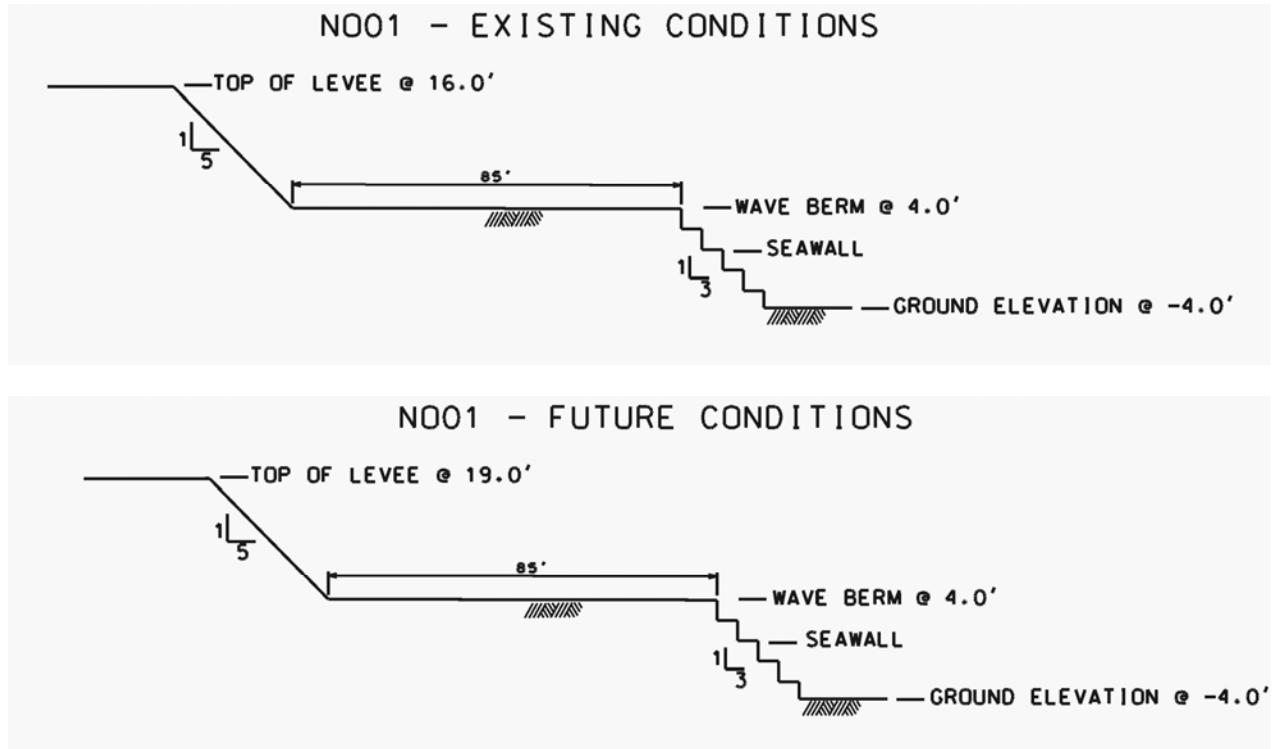 N001 - EXISTING CONDITIONS
TOP OF LEVEE @ 16.0'
1
5
85'
WAVE BERM @ 4.0'
SEAWALL
1
3
GROUND ELEVATION @ -4.0'
N001 - FUTURE CONDITIONS
TOP OF LEVEE @ 19.0'
1
5
85'
WAVE BERM @ 4.0'
SEAWALL
1
3
GROUND ELEVATION @ -4.0'